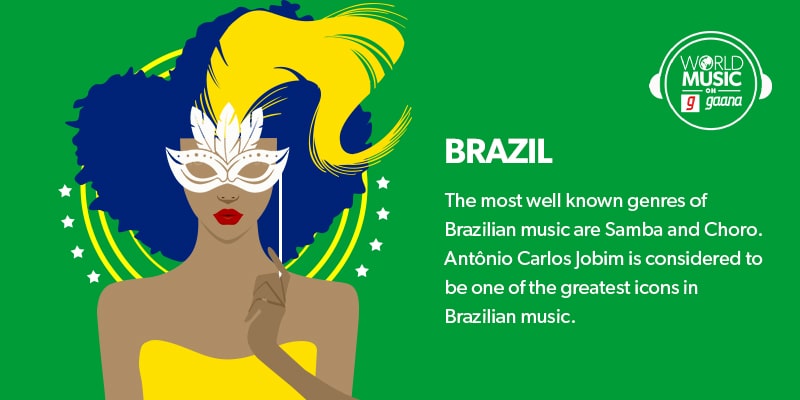 WORLD
MUSIC
ON
g gaana
BRAZIL
The most well known genres of
Brazilian music are Samba and Choro.
Antônio Carlos Jobim is considered to
be one of the greatest icons in
Brazilian music.